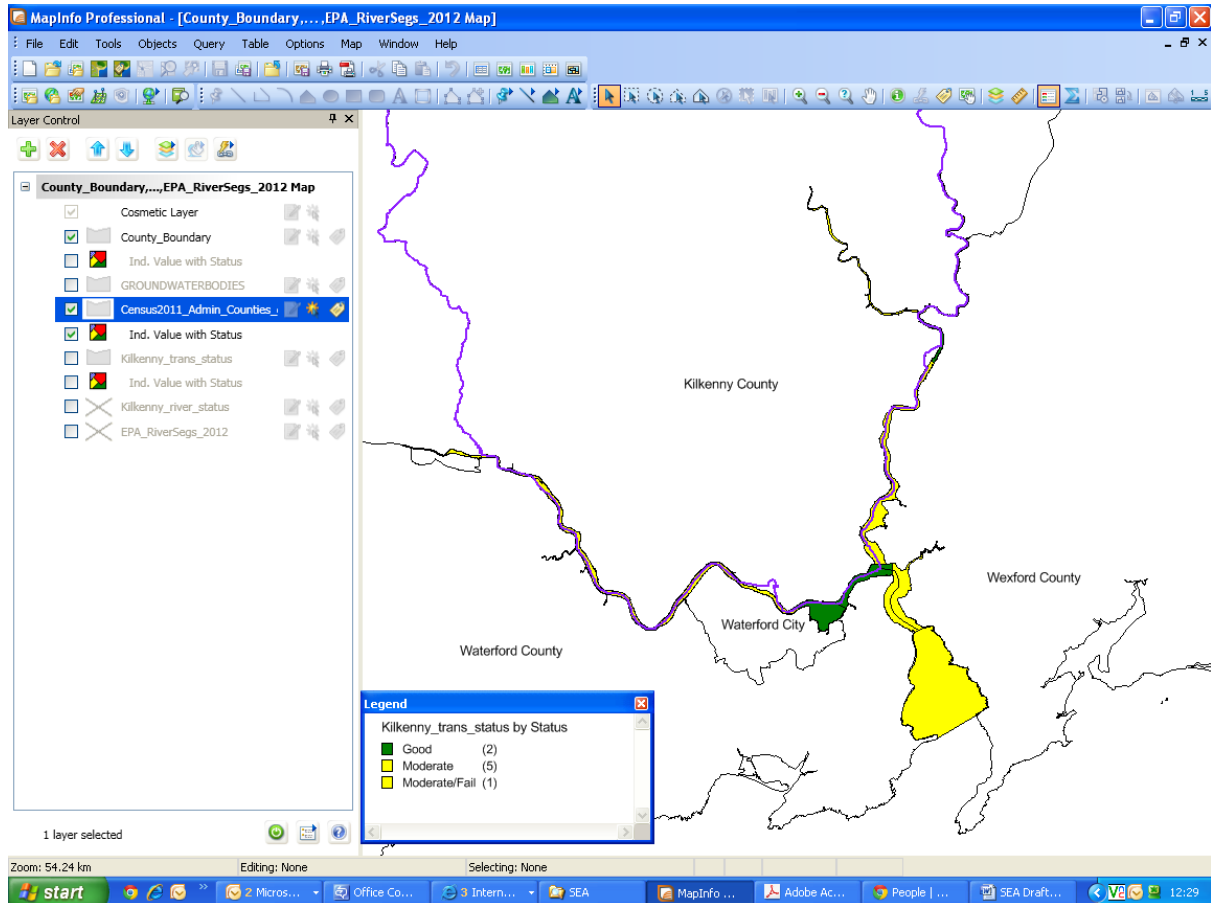 MapInfo Professional - [County_Boundary,...,EPA_RiverSegs_2012 Map]
File Edit Tools Objects Query Table Options Map Window Help
Layer Control
County_Boundary,...,EPA_RiverSegs_2012 Map
Cosmetic Layer
County_Boundary
Ind. Value with Status
GROUNDWATERBODIES
Census2011_Admin_Counties_
Ind. Value with Status
Kilkenny_trans_status
Ind. Value with Status
Kilkenny_river_status
EPA_RiverSegs_2012
1 layer selected
Kilkenny County
Wexford County
Waterford City
Waterford County
Legend
Kilkenny_trans_status by Status
Good (2)
Moderate (5)
Moderate/Fail (1)
Zoom: 54.24 km Editing: None Selecting: None
start 2 Micros... Office Co... 3 Intern... SEA MapInfo ... Adobe Ac... People | ... SEA Draft... 12:29